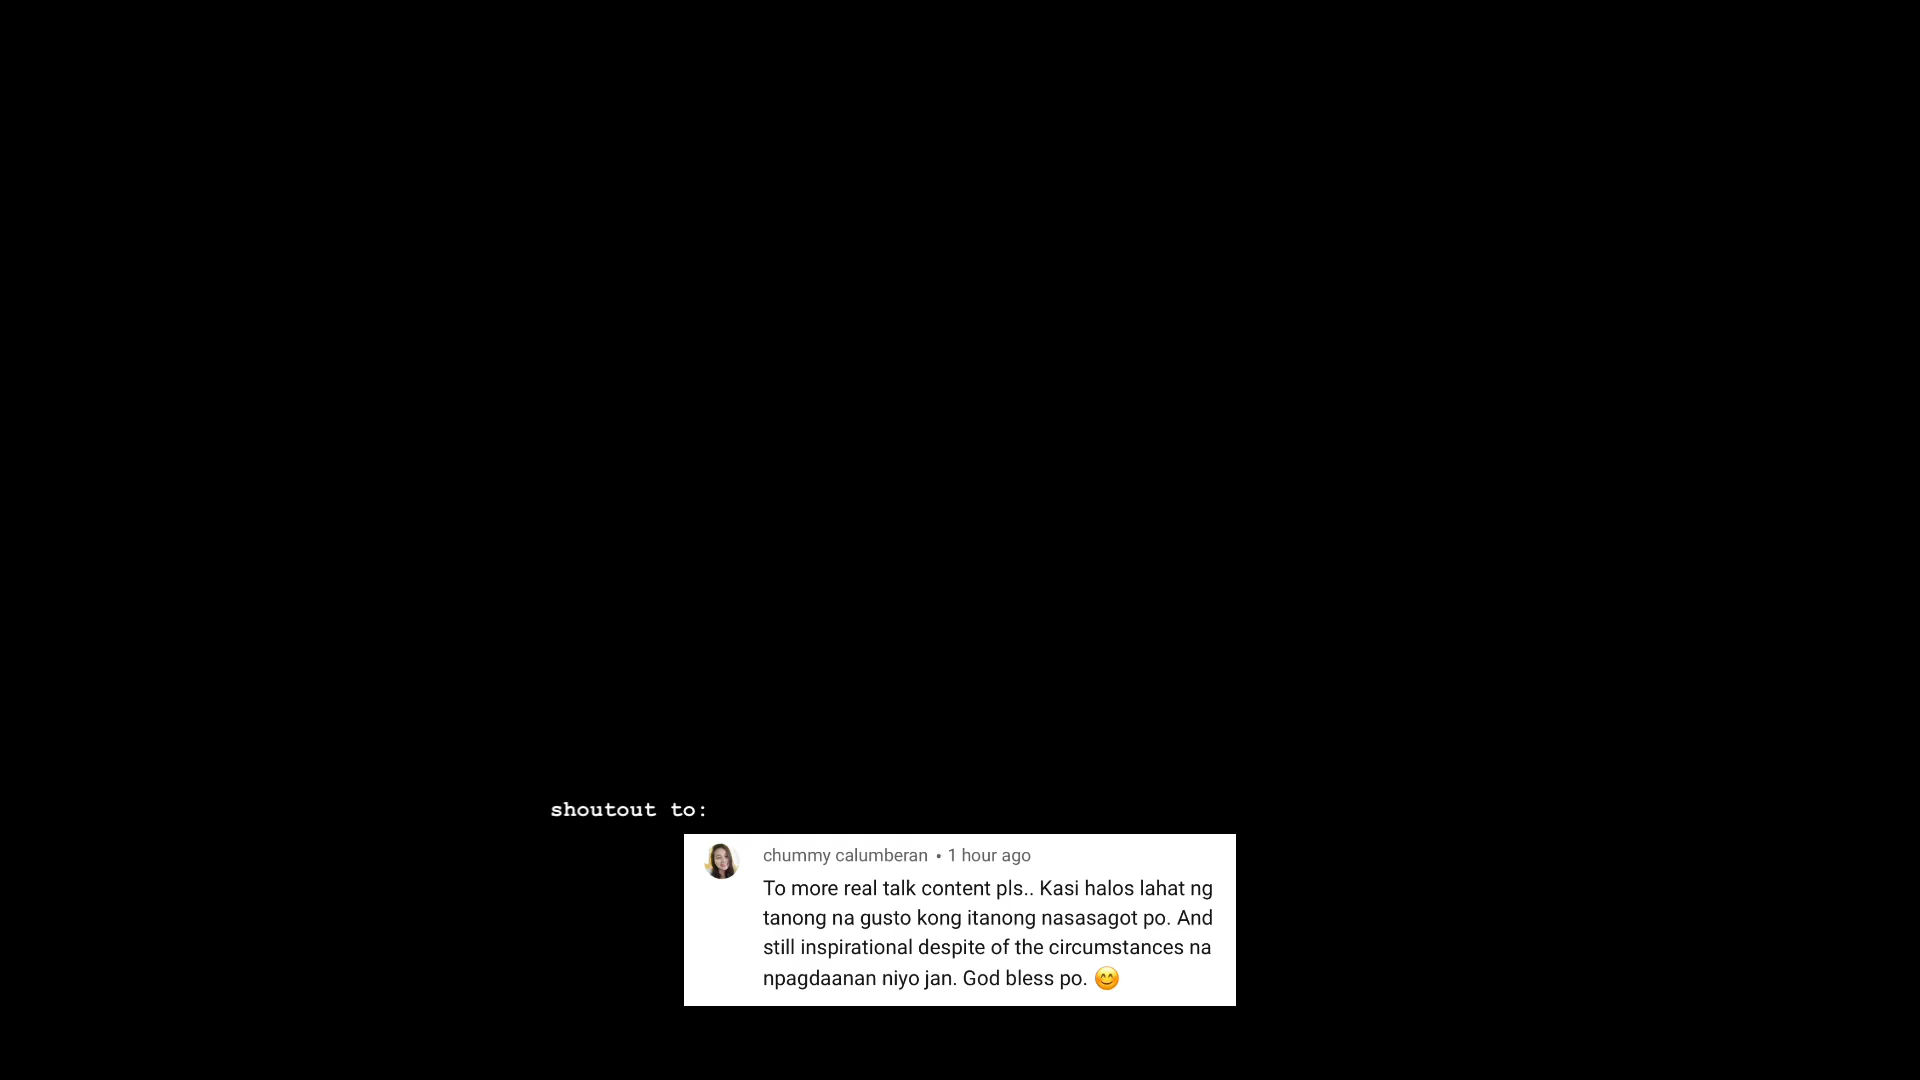 shoutout to:
chummy calumberan • 1 hour ago
To more real talk content pls.. Kasi halos lahat ng
tanong na gusto kong itanong nasasagot po. And
still inspirational despite of the circumstances na
npagdaanan niyo jan. God bless po. 😊